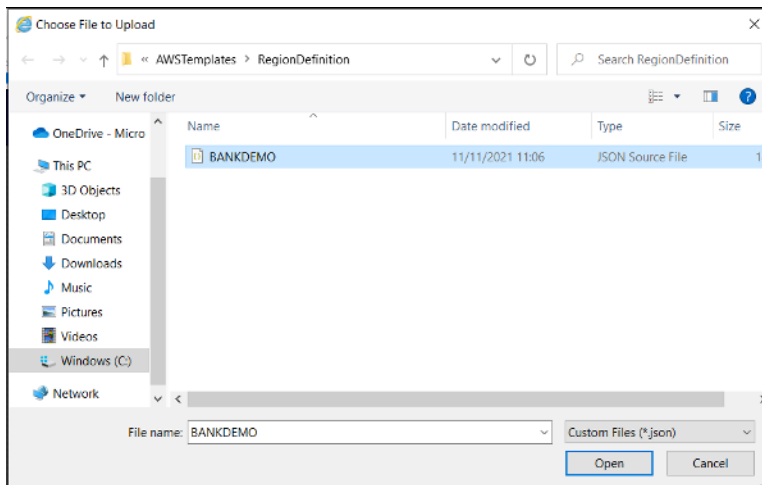 Choose File to Upload
« AWSTemplates > RegionDefinition
Search RegionDefinition
Organize
New folder
Name Date modified Type Size
BANKDEMO 11/11/2021 11:06 JSON Source File 1
OneDrive - Micro
This PC
3D Objects
Desktop
Documents
Downloads
Music
Pictures
Videos
Windows (C:)
Network
File name: BANKDEMO Custom Files (*.json)
Open Cancel